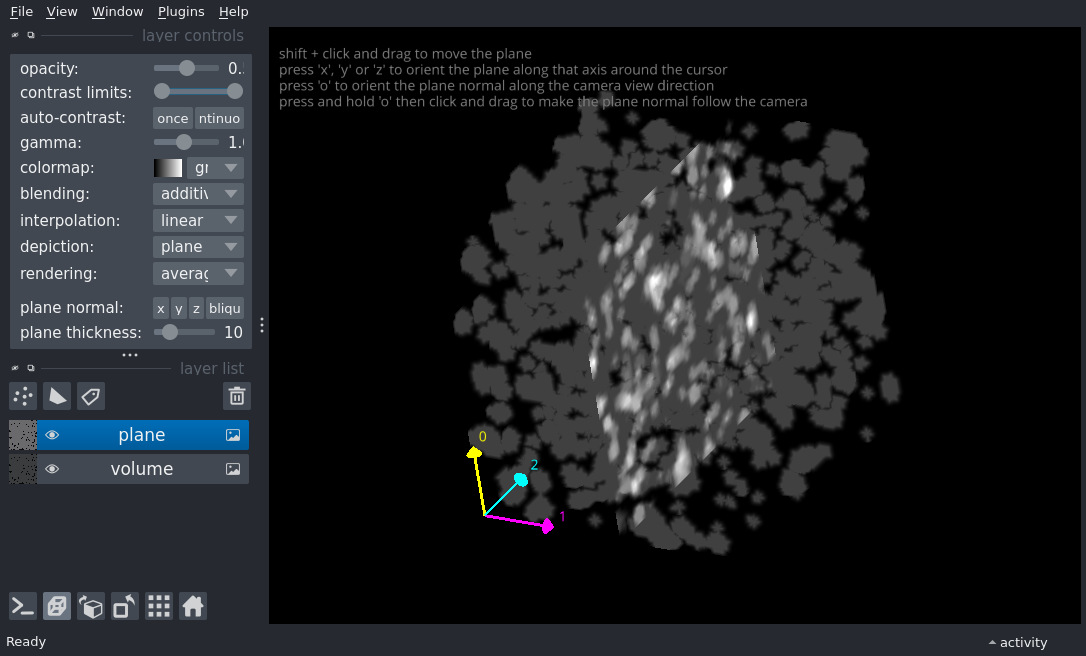 File View Window Plugins Help
layer controls
opacity: 0.
contrast limits:
auto-contrast: once ntinuo
gamma: 1.
colormap: gr
blending: additiv
interpolation: linear
depiction: plane
rendering: averag
plane normal: x y z bliqu
plane thickness: 10
layer list
plane
volume
shift + click and drag to move the plane
press 'x', 'y' or 'z' to orient the plane along that axis around the cursor
press 'o' to orient the plane normal along the camera view direction
press and hold 'o' then click and drag to make the plane normal follow the camera
0
2
1
Ready
activity